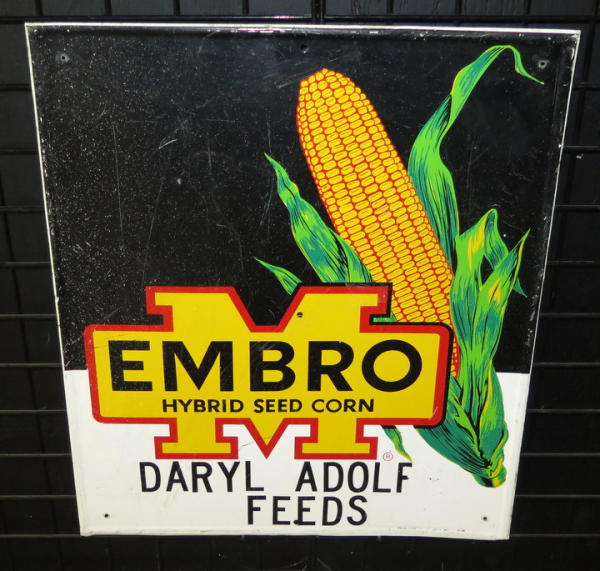 M
EMBRO
HYBRID SEED CORN
®
DARYL ADOLF
FEEDS